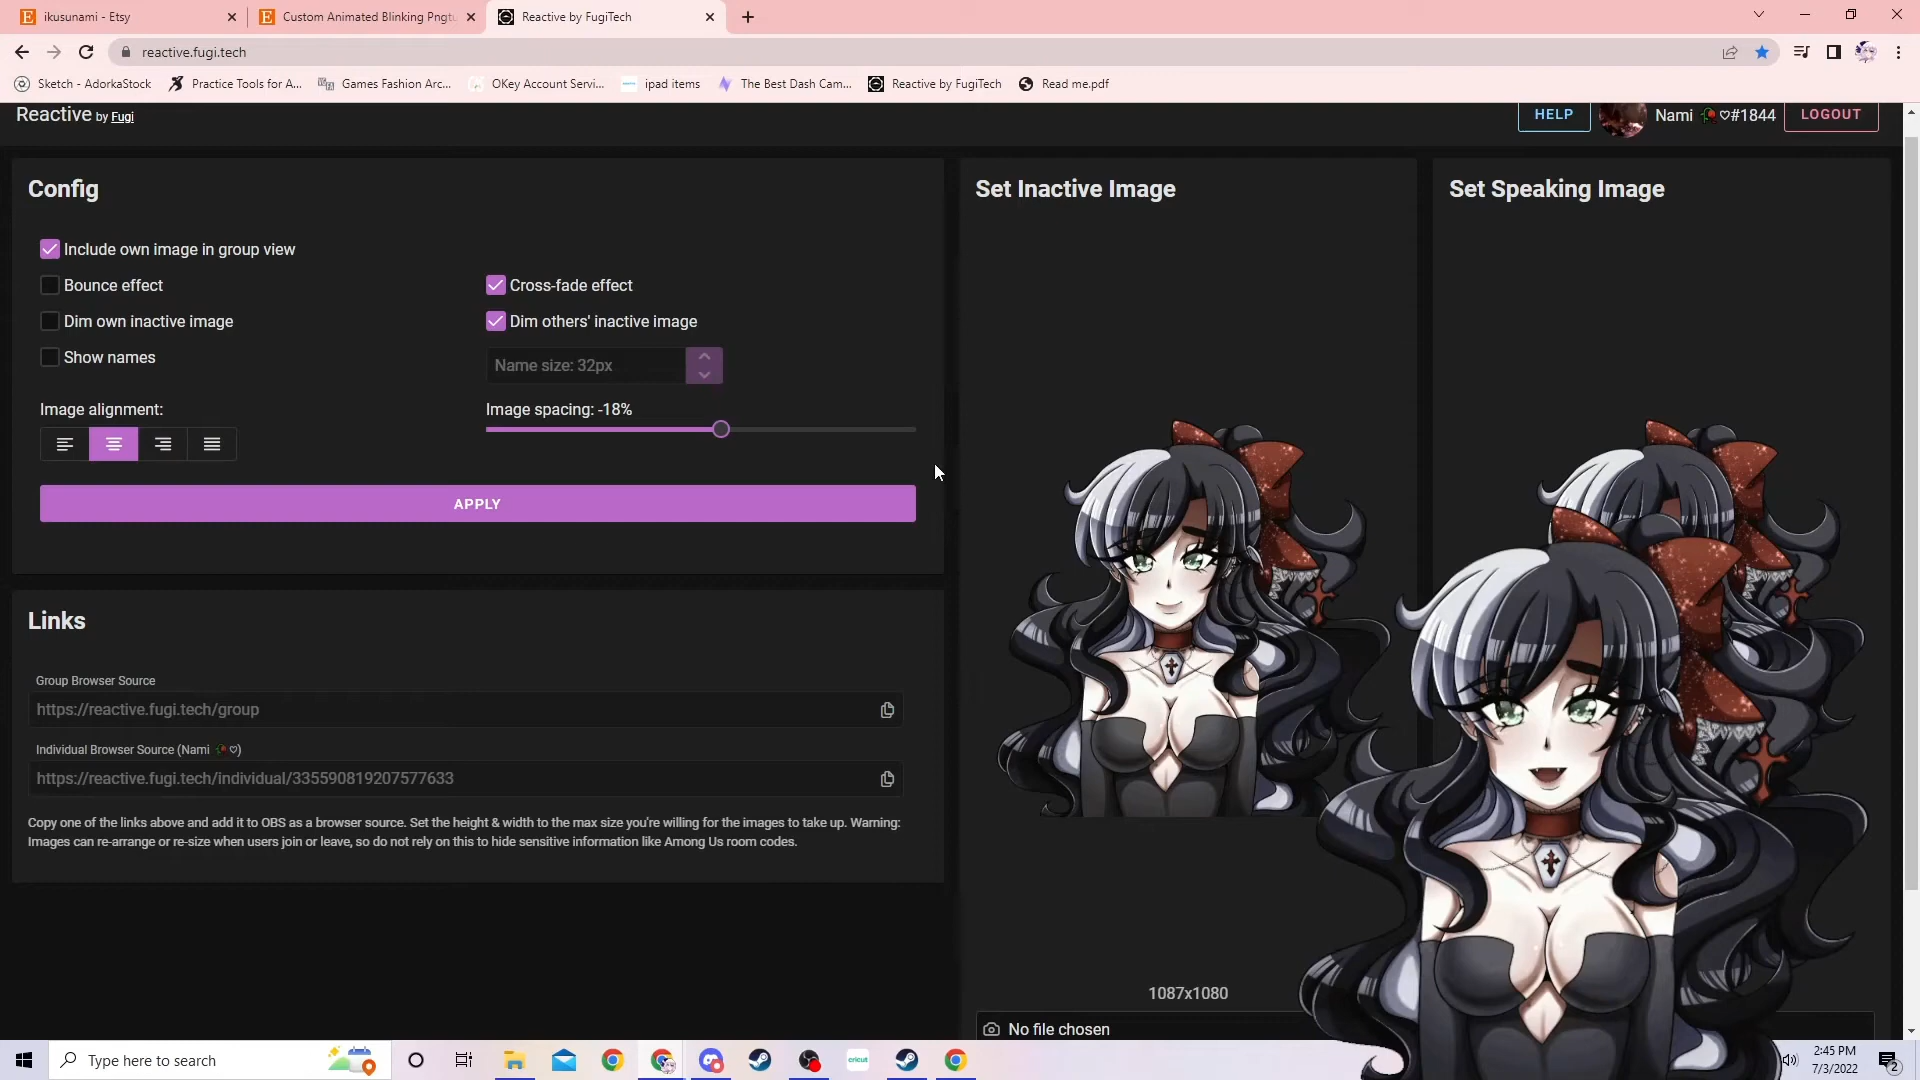 ikusunami - Etsy
Custom Animated Blinking Pngtu
Reactive by FugiTech
reactive.fugi.tech
Sketch - AdorkaStock
Practice Tools for A...
Games Fashion Arc...
OKey Account Servi...
ipad items
The Best Dash Cam...
Reactive by FugiTech
Read me.pdf
Reactive by Fugi
HELP
Nami 🥀♡#1844
LOGOUT
Config
Include own image in group view
Bounce effect
Cross-fade effect
Dim own inactive image
Dim others' inactive image
Show names
Name size: 32px
Image alignment:
Image spacing: -18%
APPLY
Links
Group Browser Source
https://reactive.fugi.tech/group
Individual Browser Source (Nami 🥀♡)
https://reactive.fugi.tech/individual/335590819207577633
Copy one of the links above and add it to OBS as a browser source. Set the height & width to the max size you're willing for the images to take up. Warning:
Images can re-arrange or re-size when users join or leave, so do not rely on this to hide sensitive information like Among Us room codes.
Set Inactive Image
1087x1080
No file chosen
Set Speaking Image
Type here to search
cricut
2:45 PM
7/3/2022
2